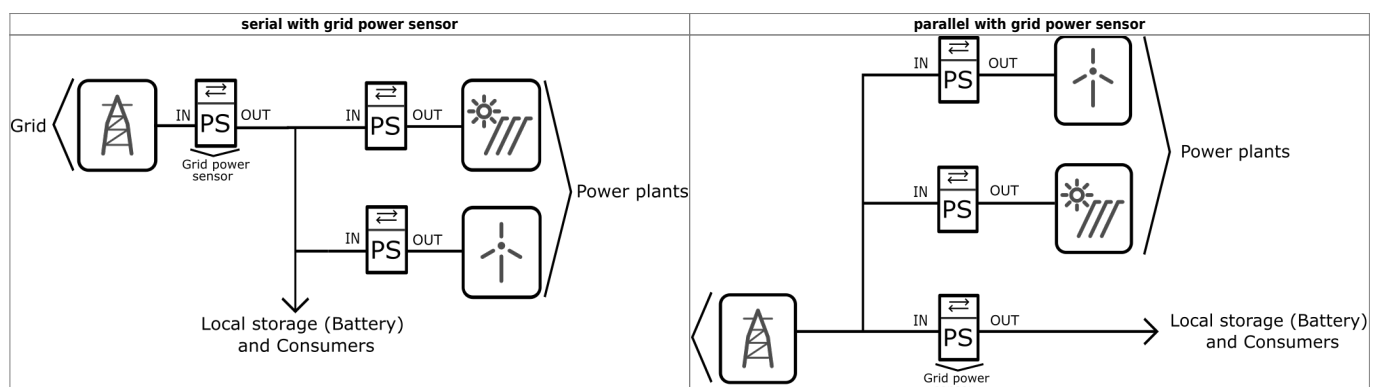 serial with grid power sensor
parallel with grid power sensor
Grid
IN
PS
OUT
Grid power
sensor
IN
PS
OUT
IN
PS
OUT
Power plants
Local storage (Battery)
and Consumers
IN
PS
OUT
IN
PS
OUT
Power plants
IN
PS
OUT
Grid power
Local storage (Battery)
and Consumers